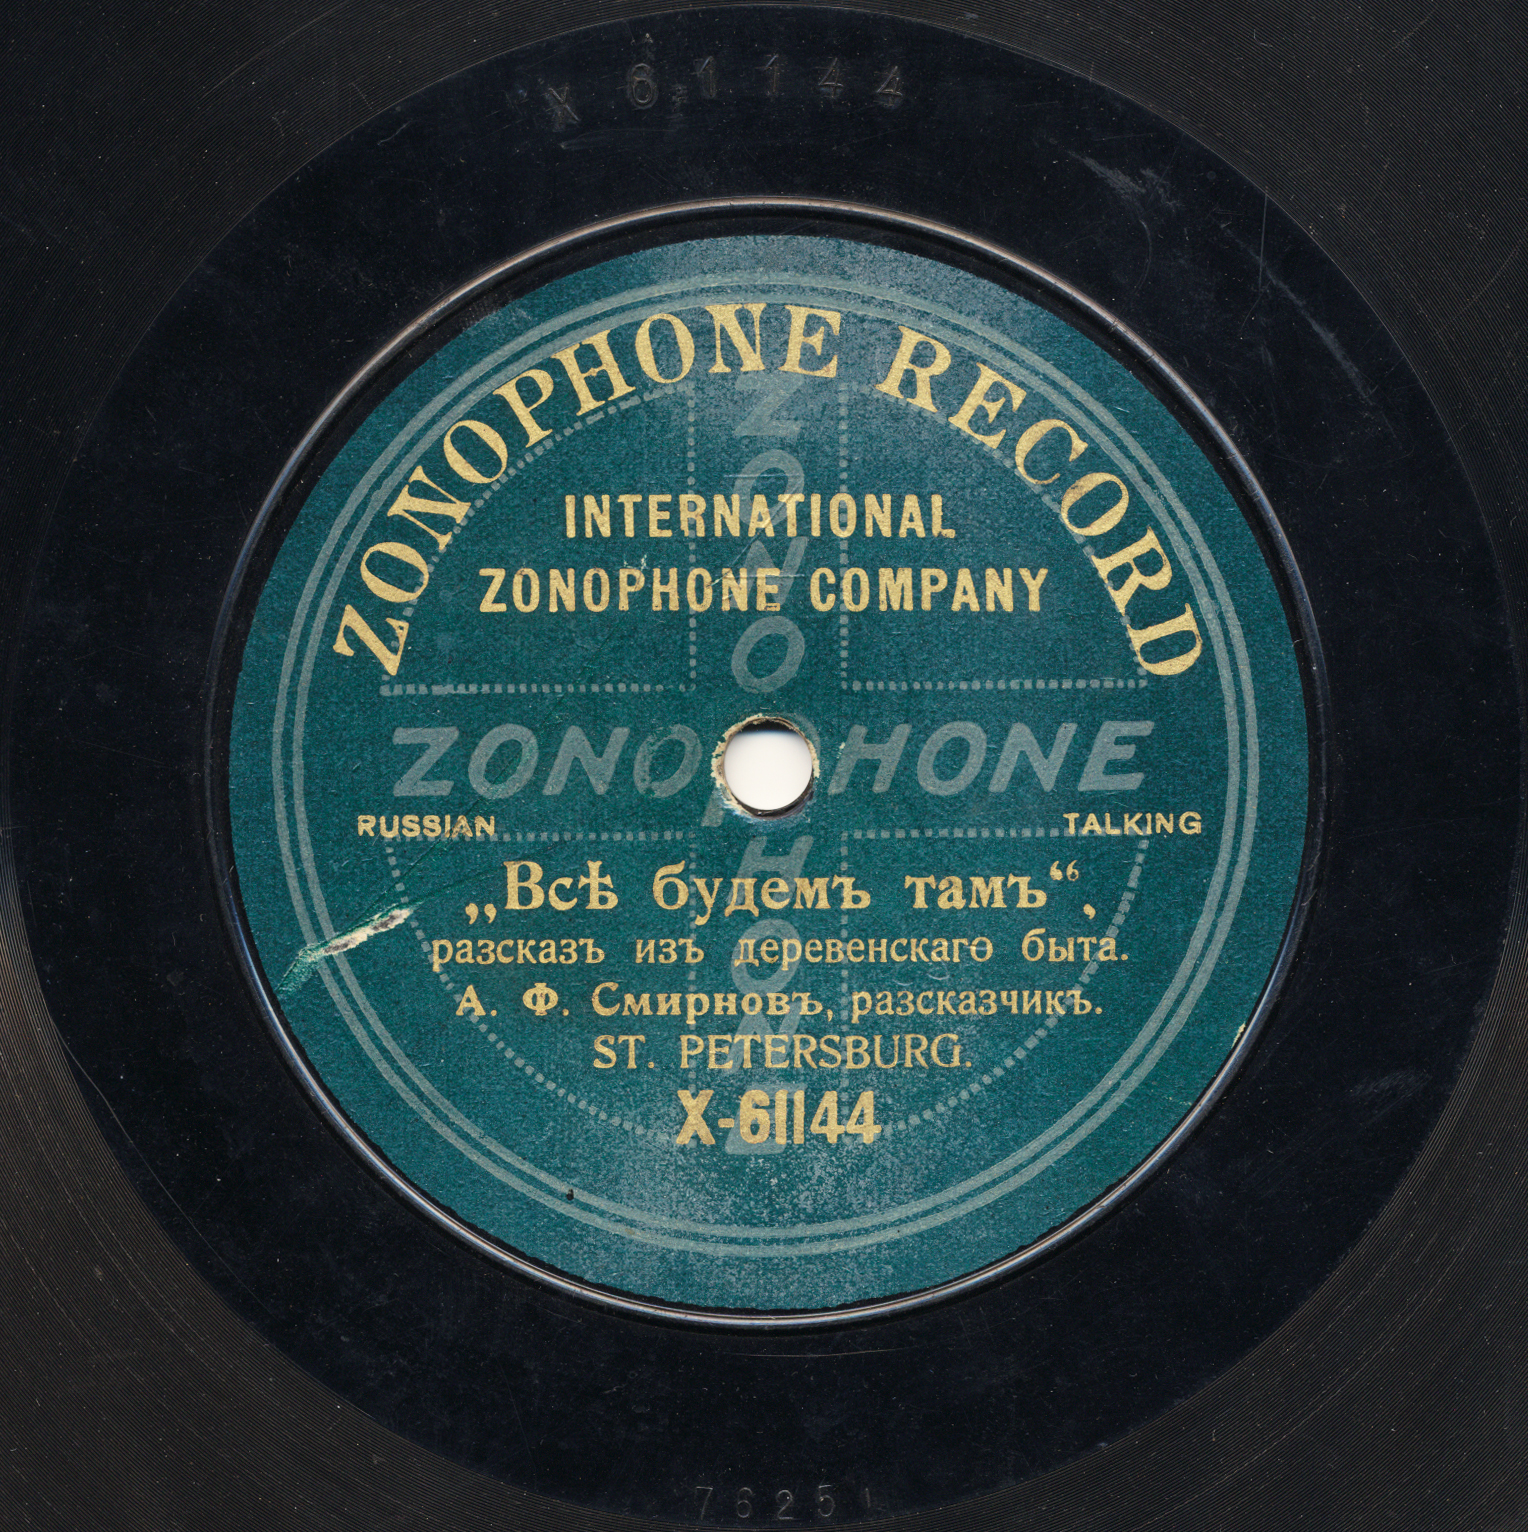 X 61144
ZONOPHONE RECORD
INTERNATIONAL
ZONOPHONE COMPANY
ZONOPHONE
ZONOPHONE
RUSSIAN
TALKING
„Всѣ будемъ тамъ“,
разсказъ изъ деревенскаго быта.
А. Ф. Смирновъ, разсказчикъ.
ST. PETERSBURG.
X-61144
7625